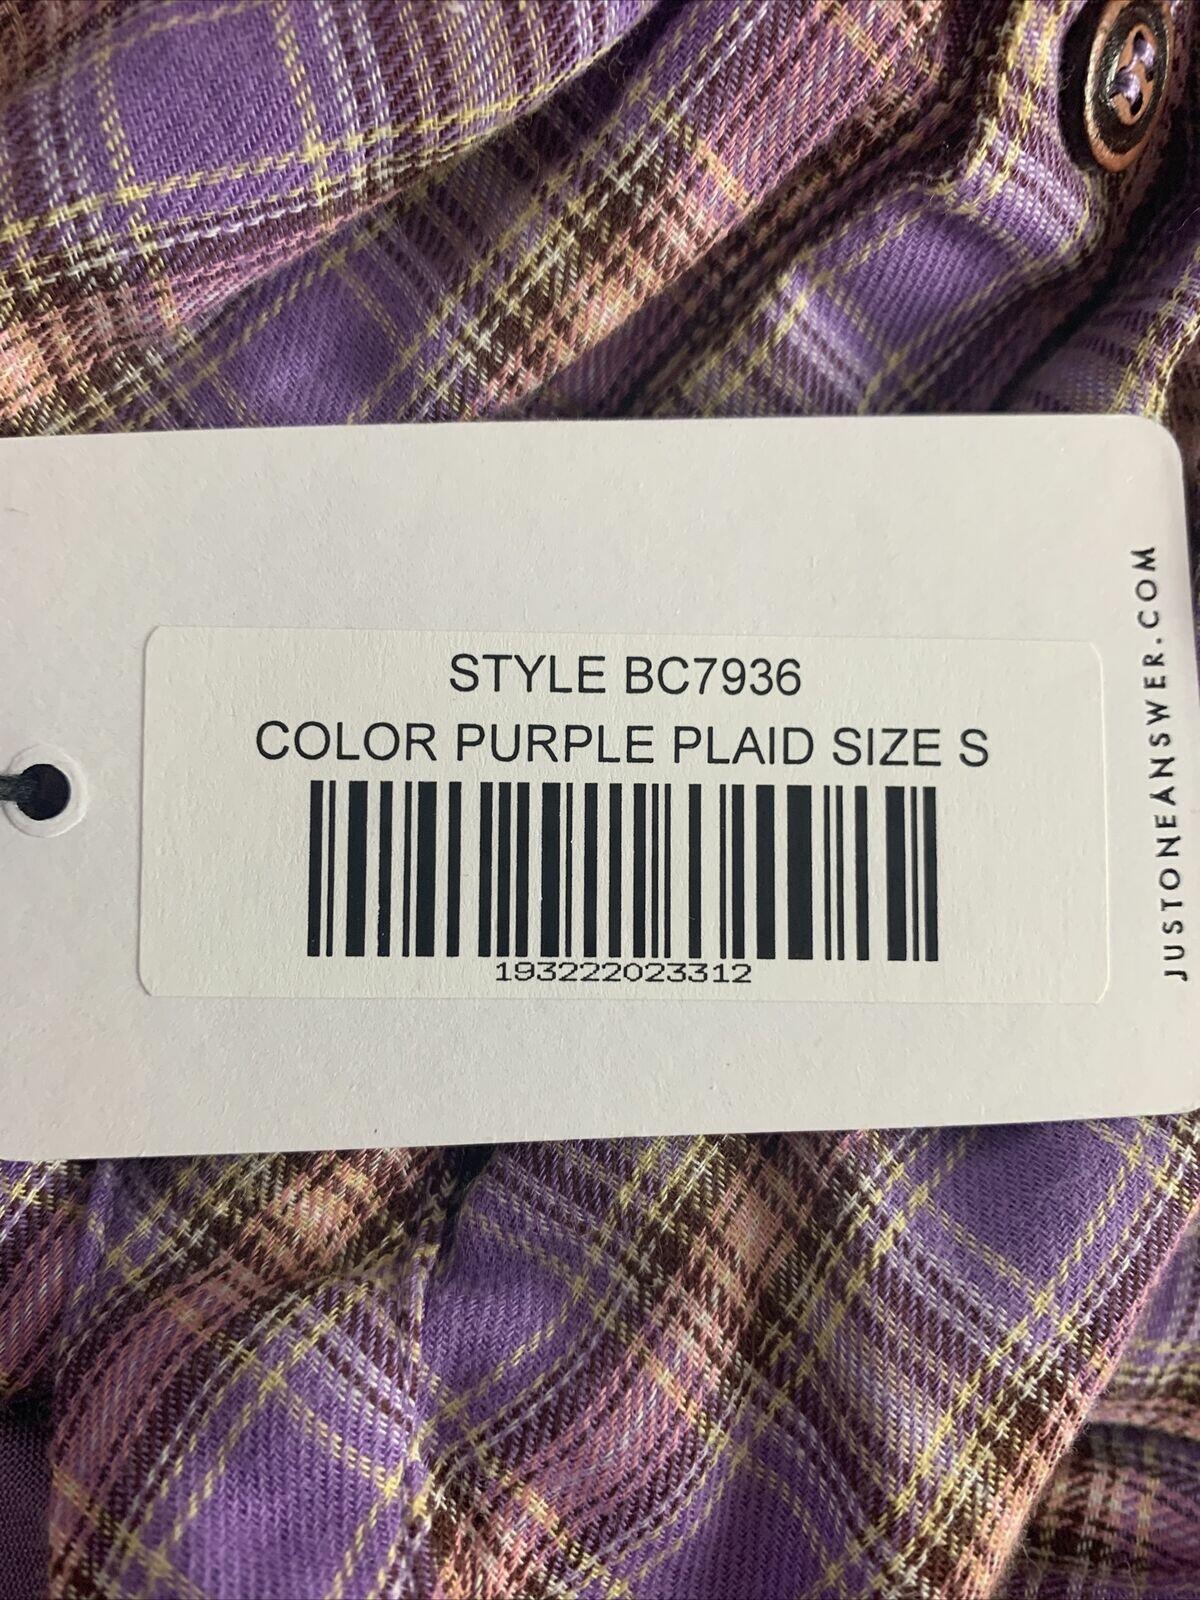 STYLE BC7936
COLOR PURPLE PLAID SIZE S
193222023312
JUSTONEANSWER.COM